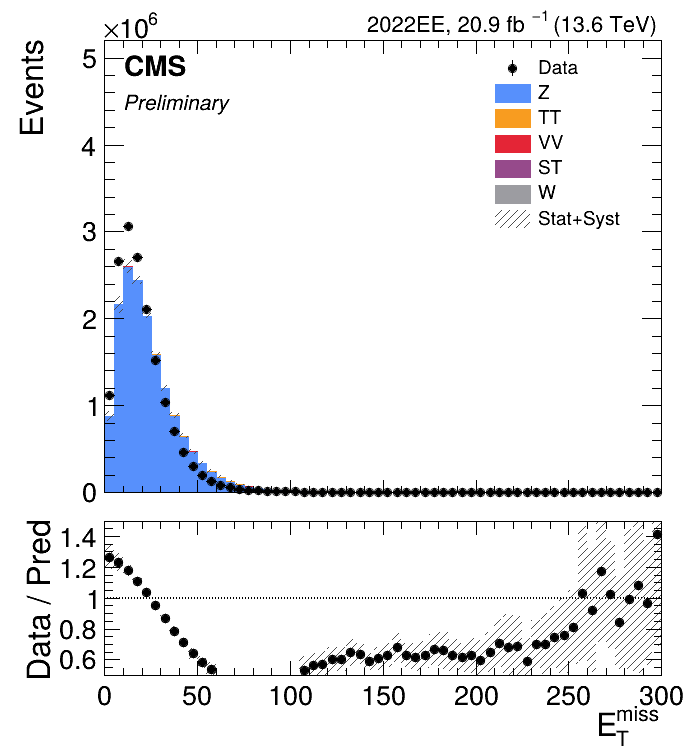 ×10^6
2022EE, 20.9 fb^-1 (13.6 TeV)
Events
CMS
Preliminary
Data
Z
TT
VV
ST
W
Stat+Syst
5
4
3
2
1
0
Data / Pred
1.4
1.2
1
0.8
0.6
0 50 100 150 200 250 300
E_T^miss